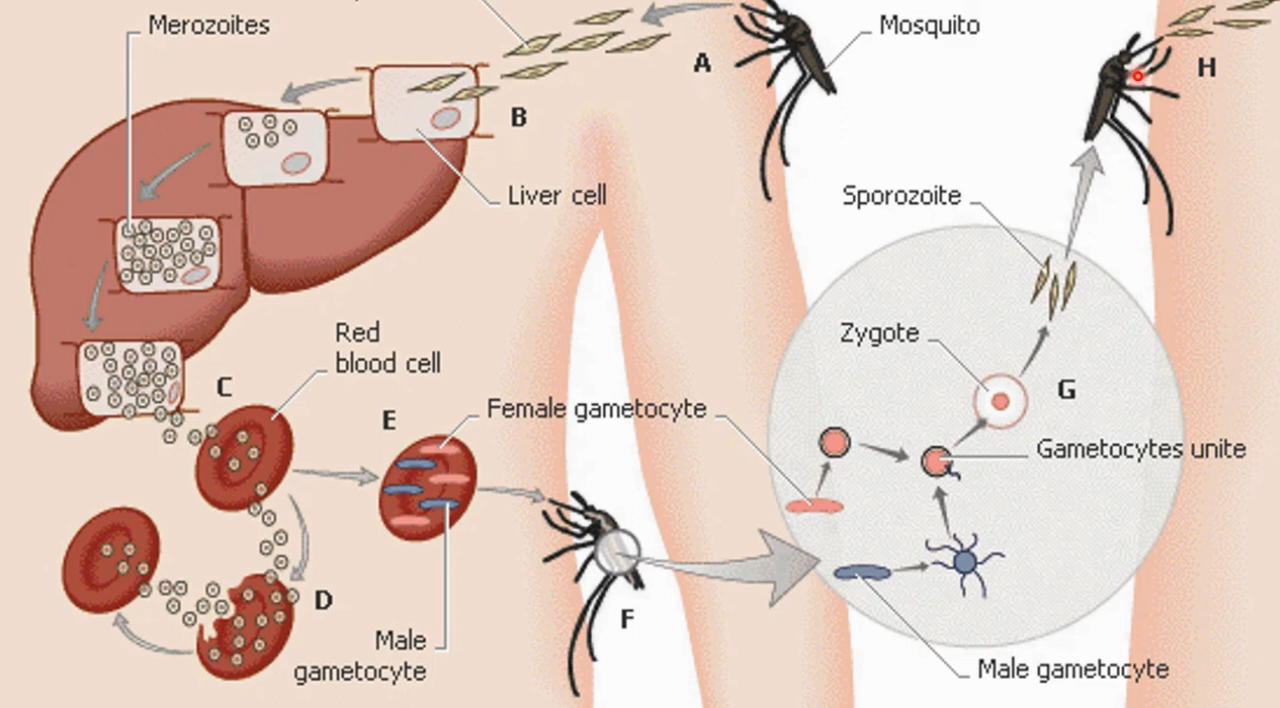 Merozoites
Mosquito
A
H
B
Liver cell
Sporozoite
Red
blood cell
Zygote
C
E
Female gametocyte
G
Gametocytes unite
D
F
Male
gametocyte
Male gametocyte